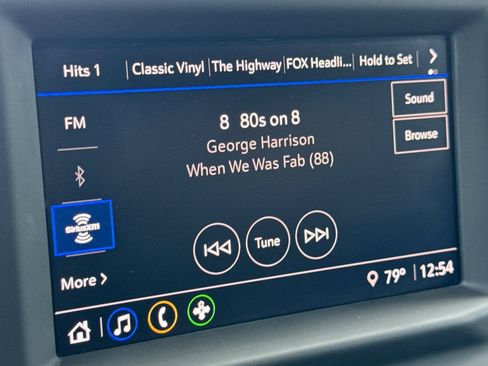 Hits 1 Classic Vinyl The Highway FOX Headli... Hold to Set
FM
8 80s on 8
George Harrison
When We Was Fab (88)
Sound
Browse
SiriusXM
Tune
More
79° 12:54